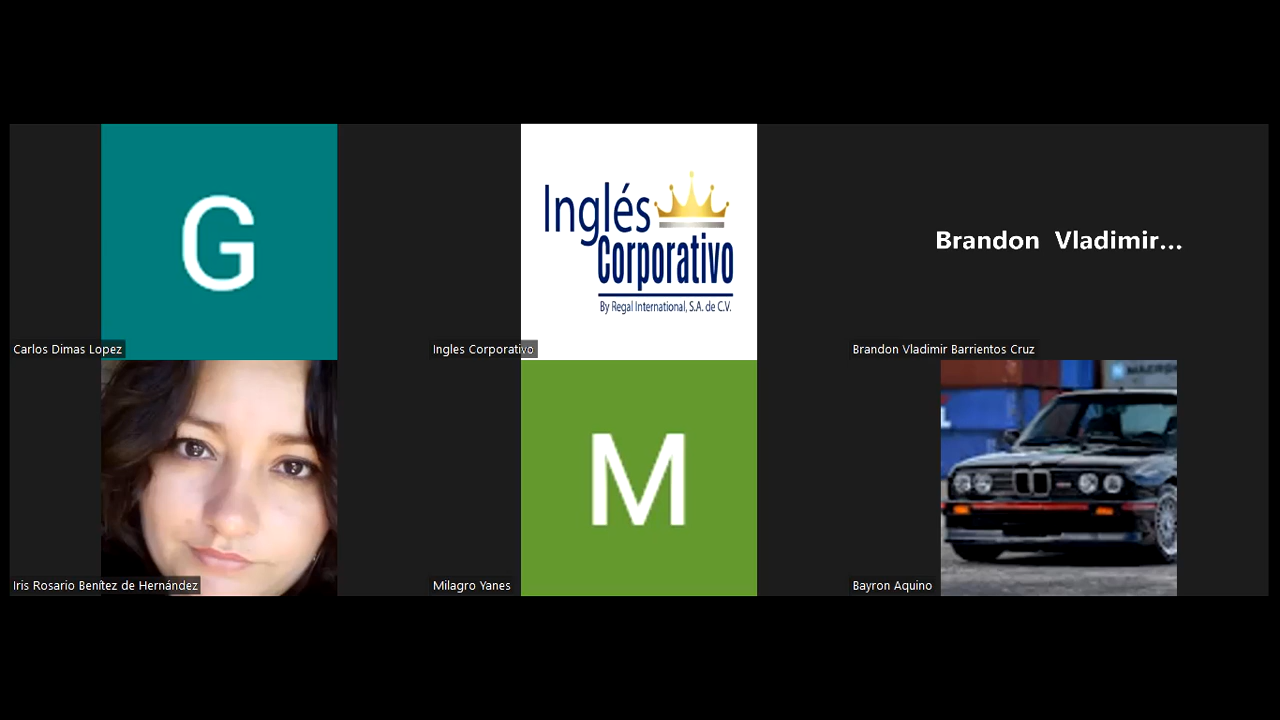 G
Inglés
Corporativo
By Regal International, S.A. de C.V.
Brandon Vladimir...
Carlos Dimas Lopez
Ingles Corporativo
Brandon Vladimir Barrientos Cruz
MAERSK
M
Iris Rosario Benítez de Hernández
Milagro Yanes
Bayron Aquino